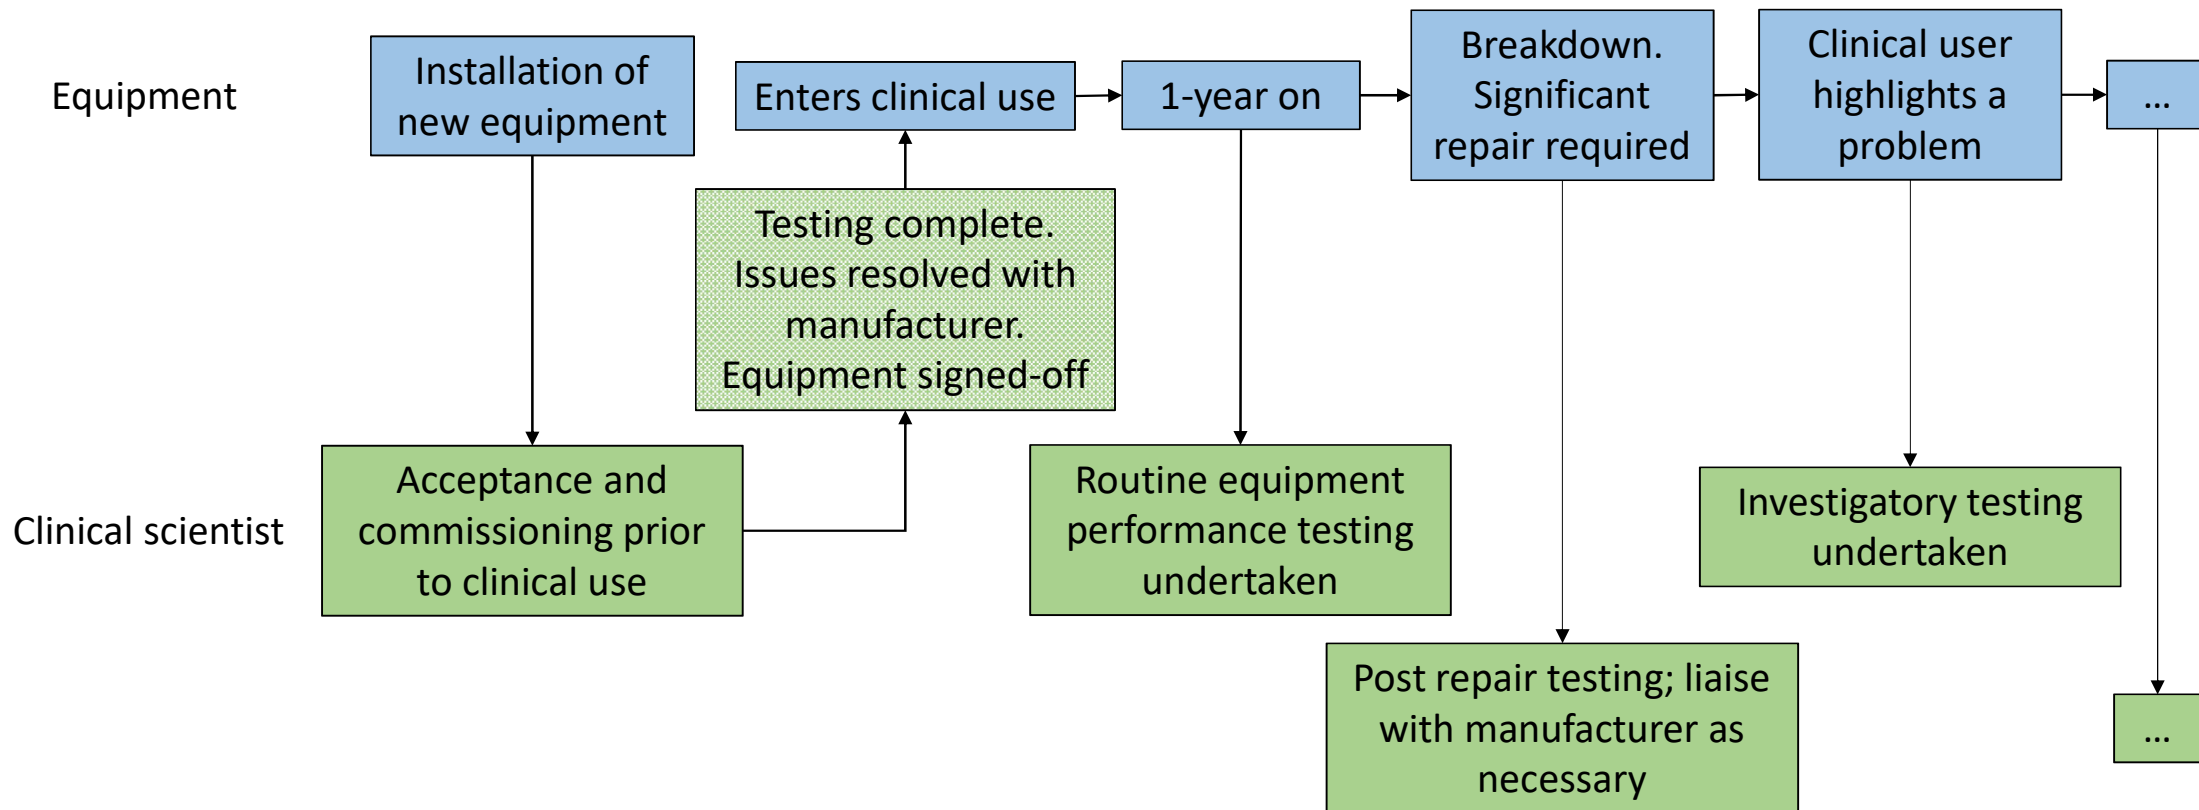 Equipment
Installation of
new equipment
Enters clinical use
1-year on
Breakdown.
Significant
repair required
Clinical user
highlights a
problem
...
Testing complete.
Issues resolved with
manufacturer.
Equipment signed-off
Clinical scientist
Acceptance and
commissioning prior
to clinical use
Routine equipment
performance testing
undertaken
Investigatory testing
undertaken
Post repair testing; liaise
with manufacturer as
necessary
...